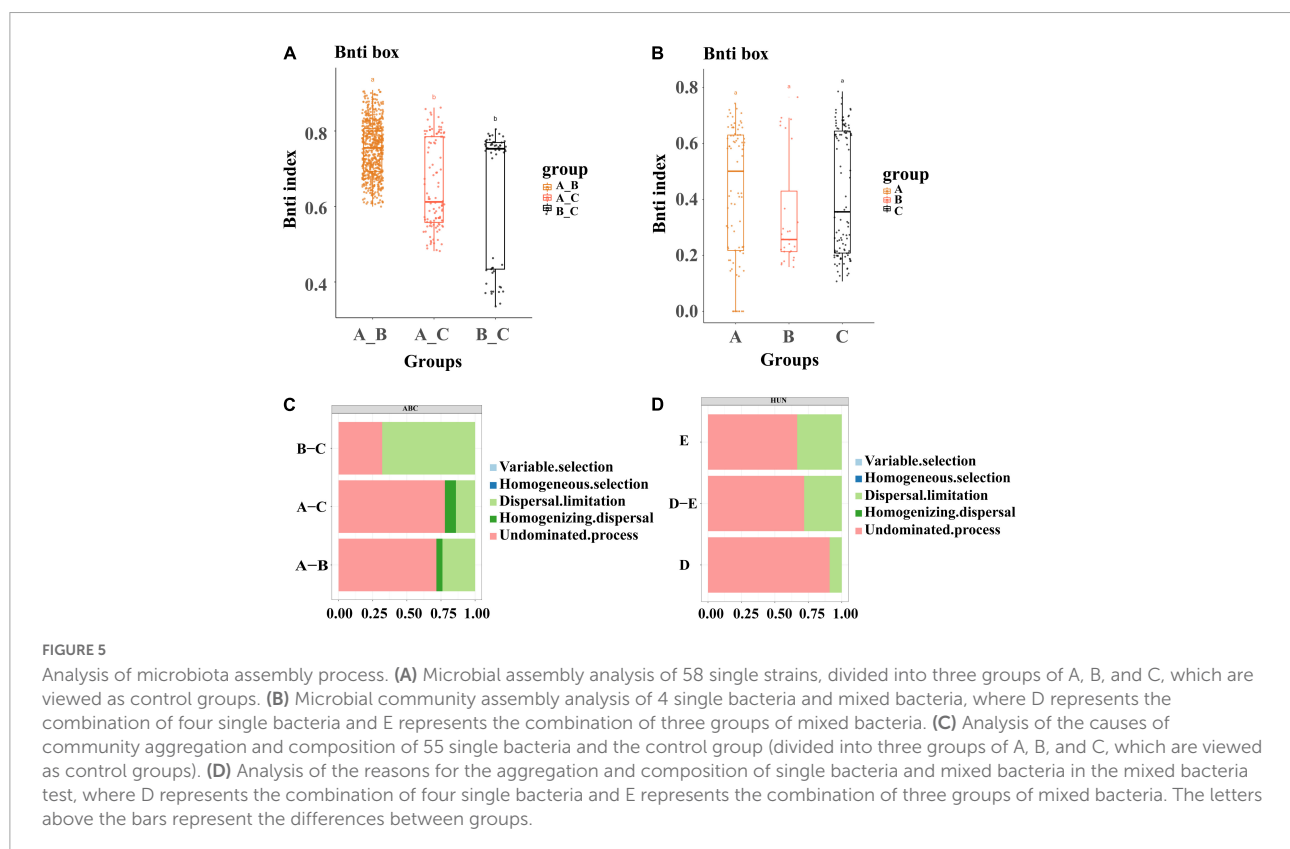 A Bnti box
Bnti index
0.8
0.6
0.4
a
b
b
A_B A_C B_C
Groups
group
A_B
A_C
B_C
B Bnti box
Bnti index
0.8
0.6
0.4
0.2
0.0
a
a
a
A B C
Groups
group
A
B
C
C
ABC
B-C
A-C
A-B
0.00 0.25 0.50 0.75 1.00
Variable.selection
Homogeneous.selection
Dispersal.limitation
Homogenizing.dispersal
Undominated.process
D
HUN
E
D-E
D
0.00 0.25 0.50 0.75 1.00
Variable.selection
Homogeneous.selection
Dispersal.limitation
Homogenizing.dispersal
Undominated.process
FIGURE 5
Analysis of microbiota assembly process. (A) Microbial assembly analysis of 58 single strains, divided into three groups of A, B, and C, which are
viewed as control groups. (B) Microbial community assembly analysis of 4 single bacteria and mixed bacteria, where D represents the
combination of four single bacteria and E represents the combination of three groups of mixed bacteria. (C) Analysis of the causes of
community aggregation and composition of 55 single bacteria and the control group (divided into three groups of A, B, and C, which are viewed
as control groups). (D) Analysis of the reasons for the aggregation and composition of single bacteria and mixed bacteria in the mixed bacteria
test, where D represents the combination of four single bacteria and E represents the combination of three groups of mixed bacteria. The letters
above the bars represent the differences between groups.